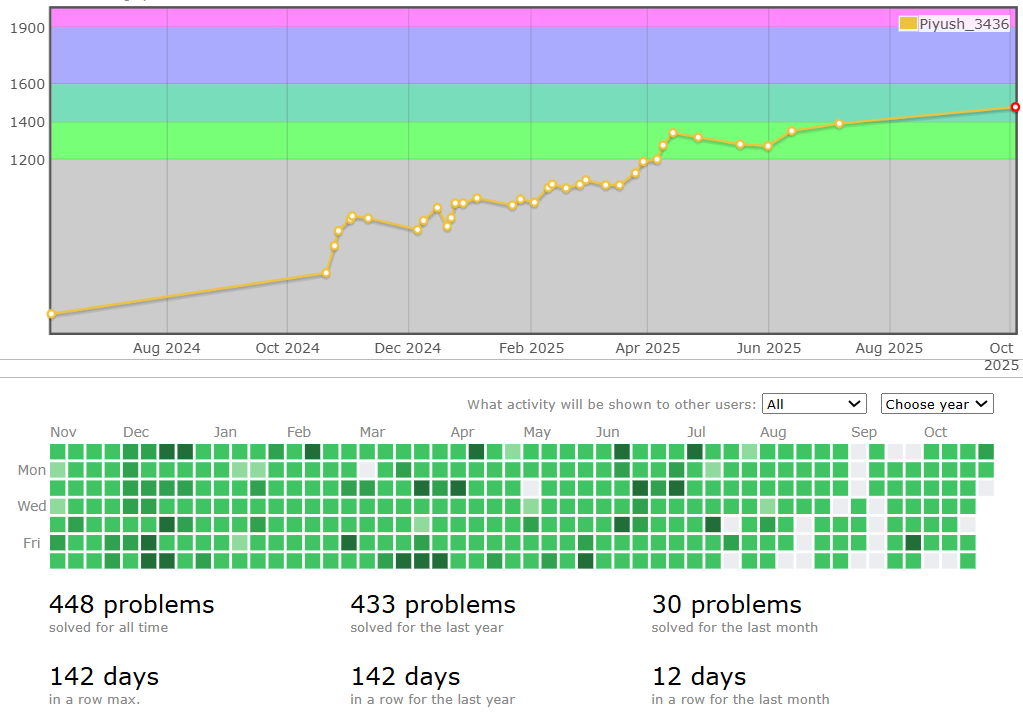 1900
Piyush_3436
1600
1400
1200
Aug 2024 Oct 2024 Dec 2024 Feb 2025 Apr 2025 Jun 2025 Aug 2025 Oct
2025
What activity will be shown to other users: All Choose year
Nov Dec Jan Feb Mar Apr May Jun Jul Aug Sep Oct
Mon
Wed
Fri
448 problems 433 problems 30 problems
solved for all time solved for the last year solved for the last month
142 days 142 days 12 days
in a row max. in a row for the last year in a row for the last month